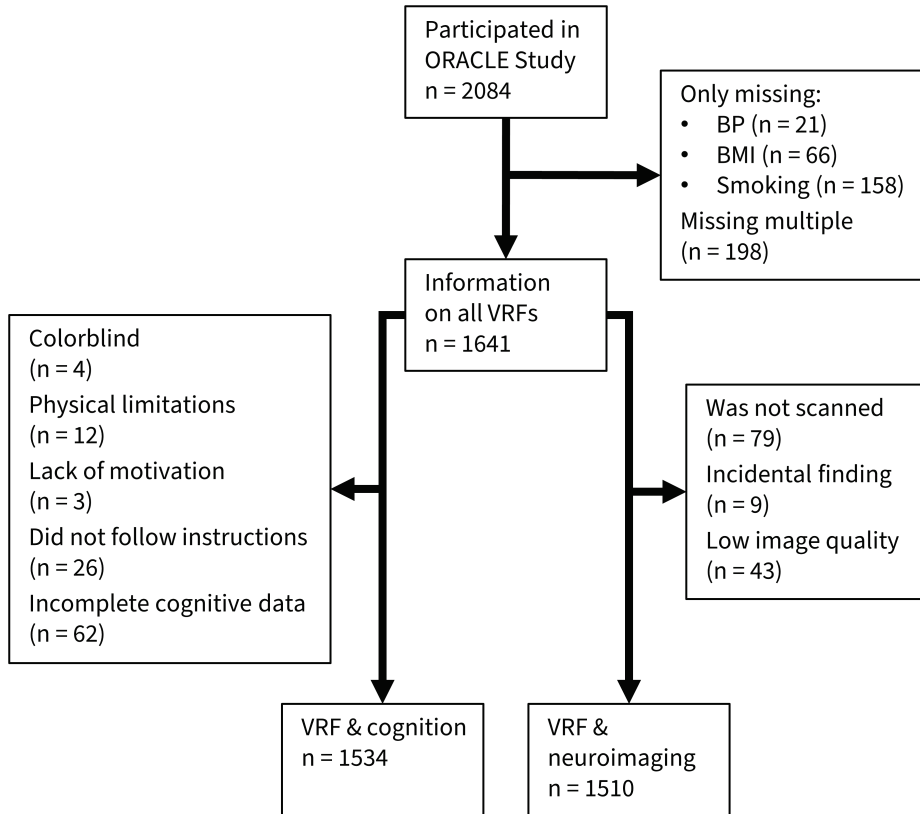 Participated in
ORACLE Study
n = 2084
Only missing:
• BP (n = 21)
• BMI (n = 66)
• Smoking (n = 158)
Missing multiple
(n = 198)
Information
on all VRFs
n = 1641
Colorblind
(n = 4)
Physical limitations
(n = 12)
Lack of motivation
(n = 3)
Did not follow instructions
(n = 26)
Incomplete cognitive data
(n = 62)
Was not scanned
(n = 79)
Incidental finding
(n = 9)
Low image quality
(n = 43)
VRF & cognition
n = 1534
VRF &
neuroimaging
n = 1510